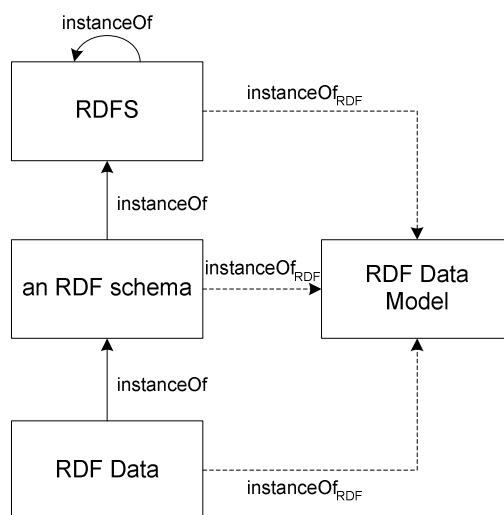 instanceOf
RDFS
instanceOfRDF
instanceOf
an RDF schema
instanceOfRDF
RDF Data
Model
instanceOf
RDF Data
instanceOfRDF